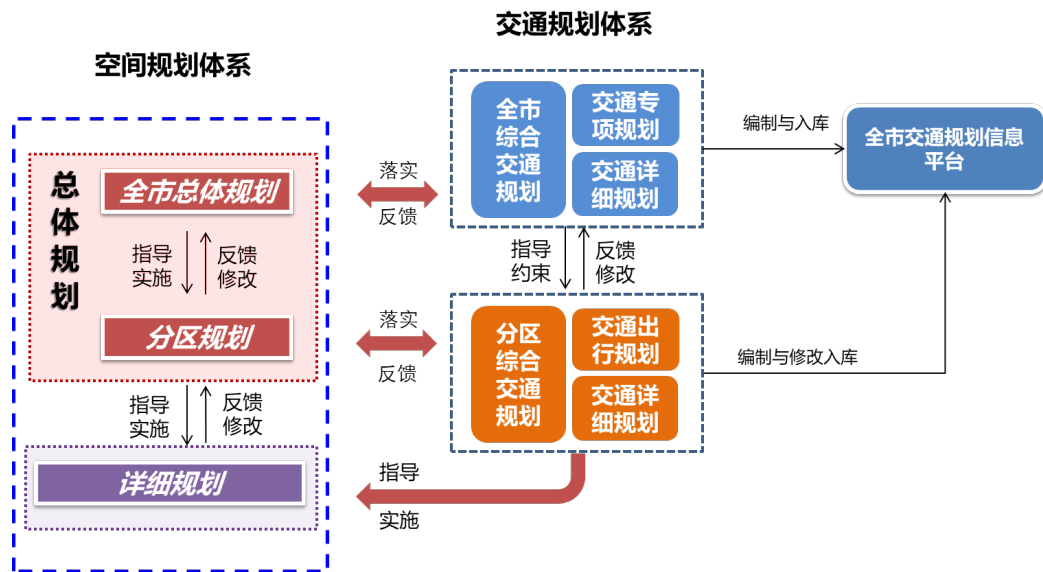 交通规划体系
空间规划体系
总
体
规
划
全市总体规划
指导
实施
反馈
修改
分区规划
指导
实施
反馈
修改
详细规划
落实
反馈
落实
反馈
指导
实施
全市
综合
交通
规划
交通专
项规划
交通详
细规划
指导
约束
反馈
修改
分区
综合
交通
规划
交通出
行规划
交通详
细规划
编制与入库
编制与修改入库
全市交通规划信息
平台